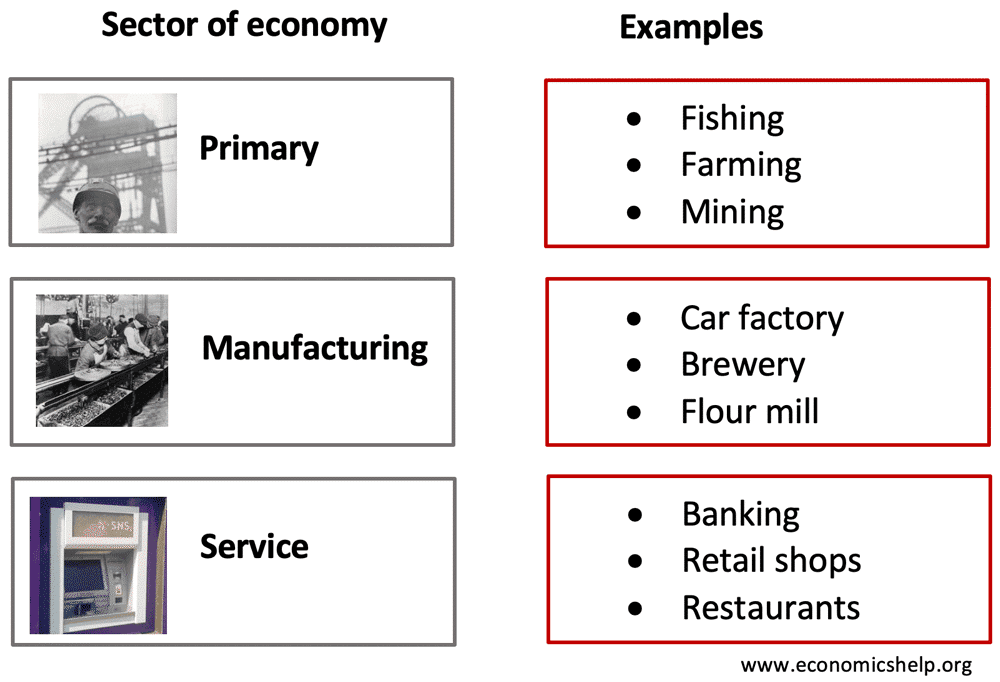 Sector of economy
Examples
Primary
• Fishing
• Farming
• Mining
Manufacturing
• Car factory
• Brewery
• Flour mill
SNS
Service
• Banking
• Retail shops
• Restaurants
www.economicshelp.org